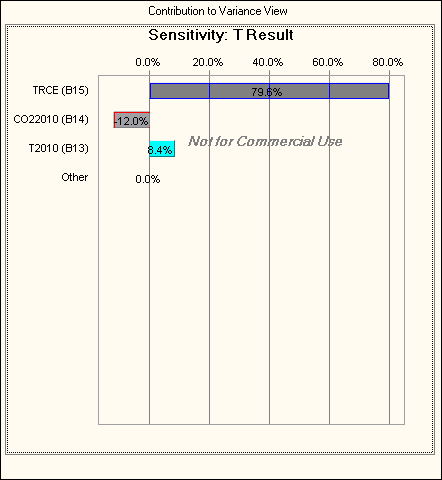 Contribution to Variance View
Sensitivity: T Result
0.0% 20.0% 40.0% 60.0% 80.0%
TRCE (B15) 79.6%
CO22010 (B14) -12.0%
T2010 (B13) 8.4%
Not for Commercial Use
Other 0.0%